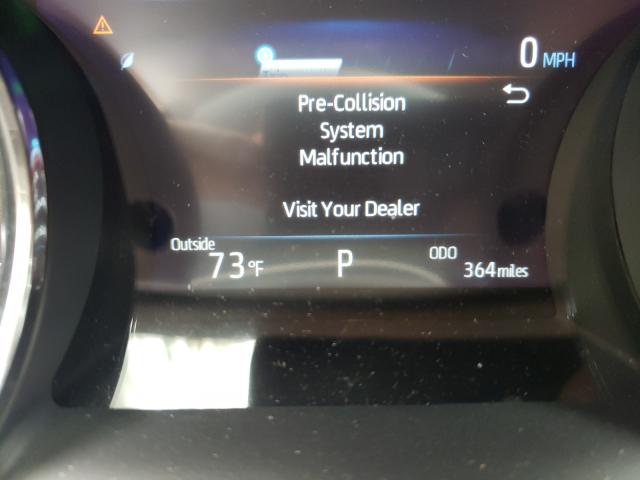 0 MPH
Pre-Collision
System
Malfunction
Visit Your Dealer
Outside
73°F
P
ODO
364 miles